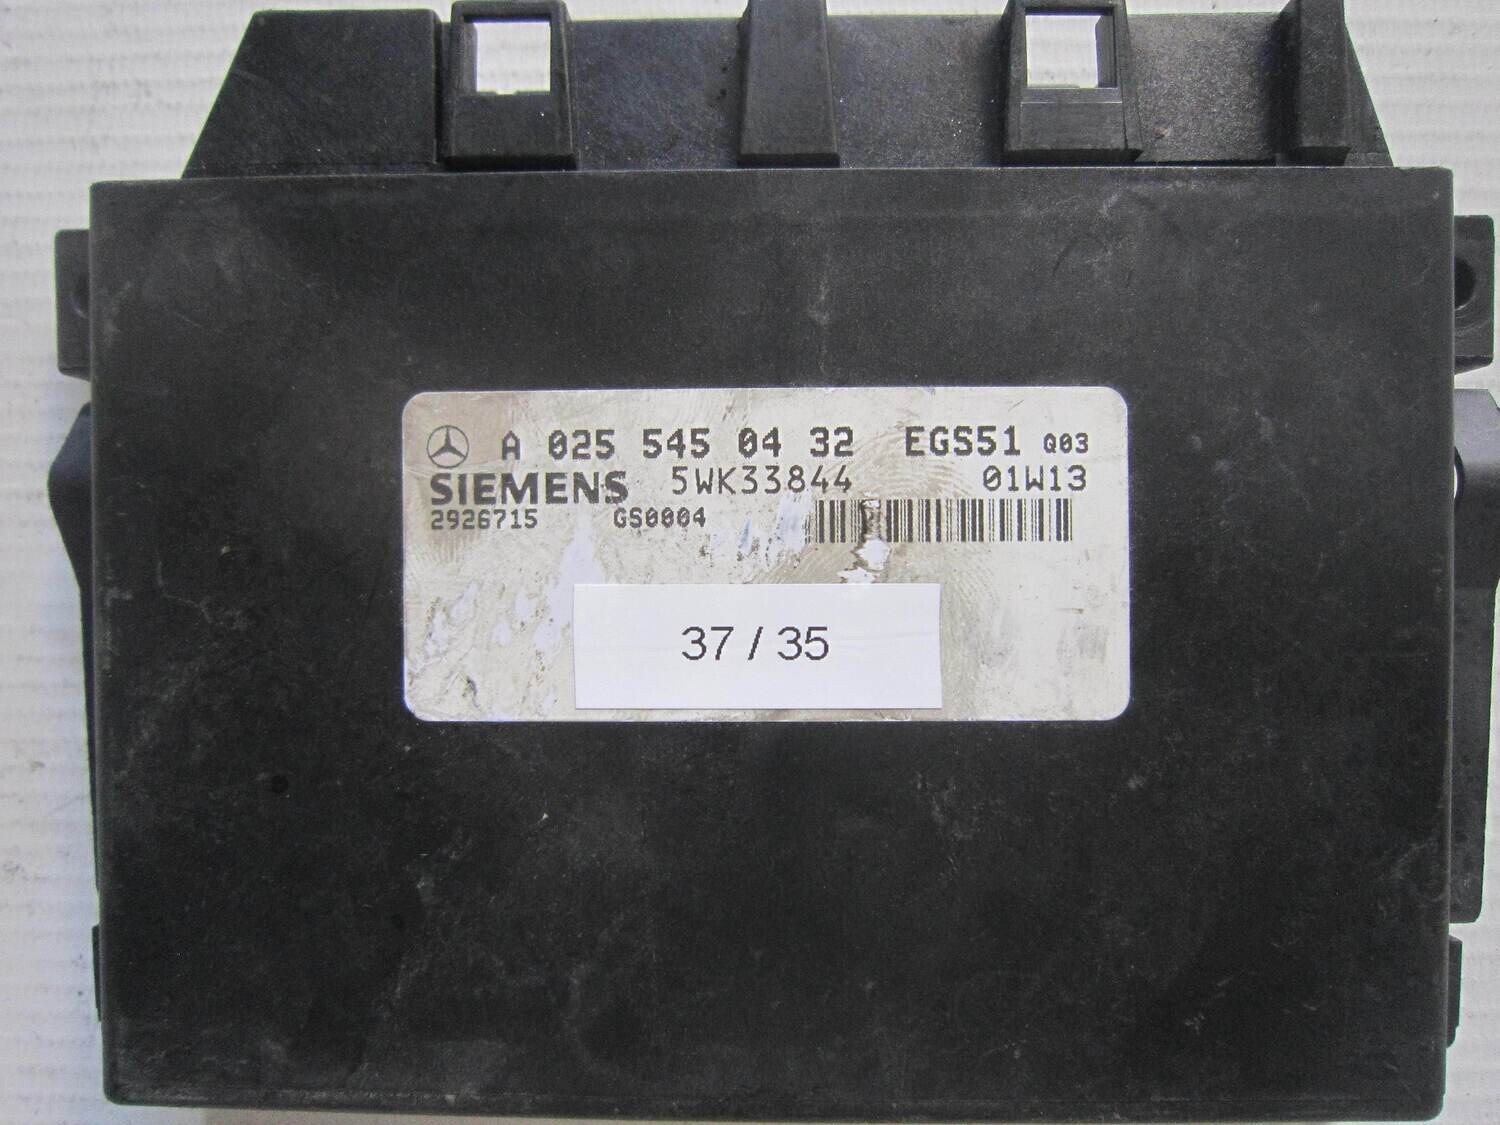 A 025 545 04 32 EGS51 Q03
SIEMENS 5WK33844 01W13
2926715 GS0004
37 / 35